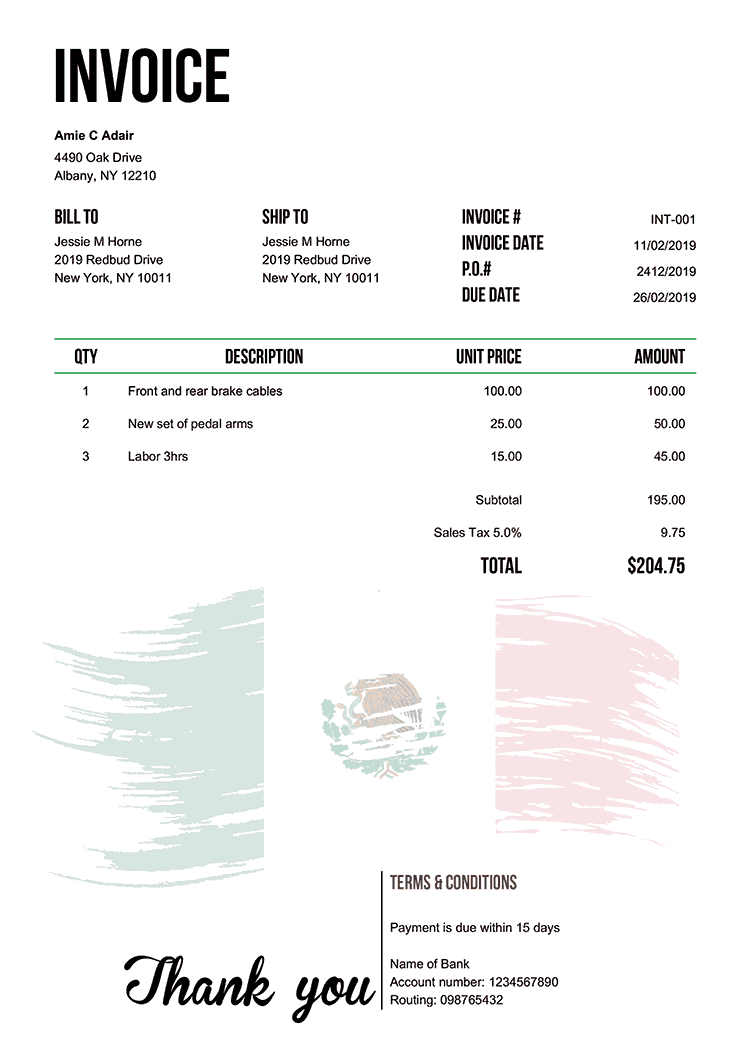 INVOICE
Amie C Adair
4490 Oak Drive
Albany, NY 12210
BILL TO
Jessie M Horne
2019 Redbud Drive
New York, NY 10011
SHIP TO
Jessie M Horne
2019 Redbud Drive
New York, NY 10011
INVOICE # INT-001
INVOICE DATE 11/02/2019
P.O.# 2412/2019
DUE DATE 26/02/2019
QTY DESCRIPTION UNIT PRICE AMOUNT
1 Front and rear brake cables 100.00 100.00
2 New set of pedal arms 25.00 50.00
3 Labor 3hrs 15.00 45.00
Subtotal 195.00
Sales Tax 5.0% 9.75
TOTAL $204.75
Thank you
TERMS & CONDITIONS
Payment is due within 15 days
Name of Bank
Account number: 1234567890
Routing: 098765432